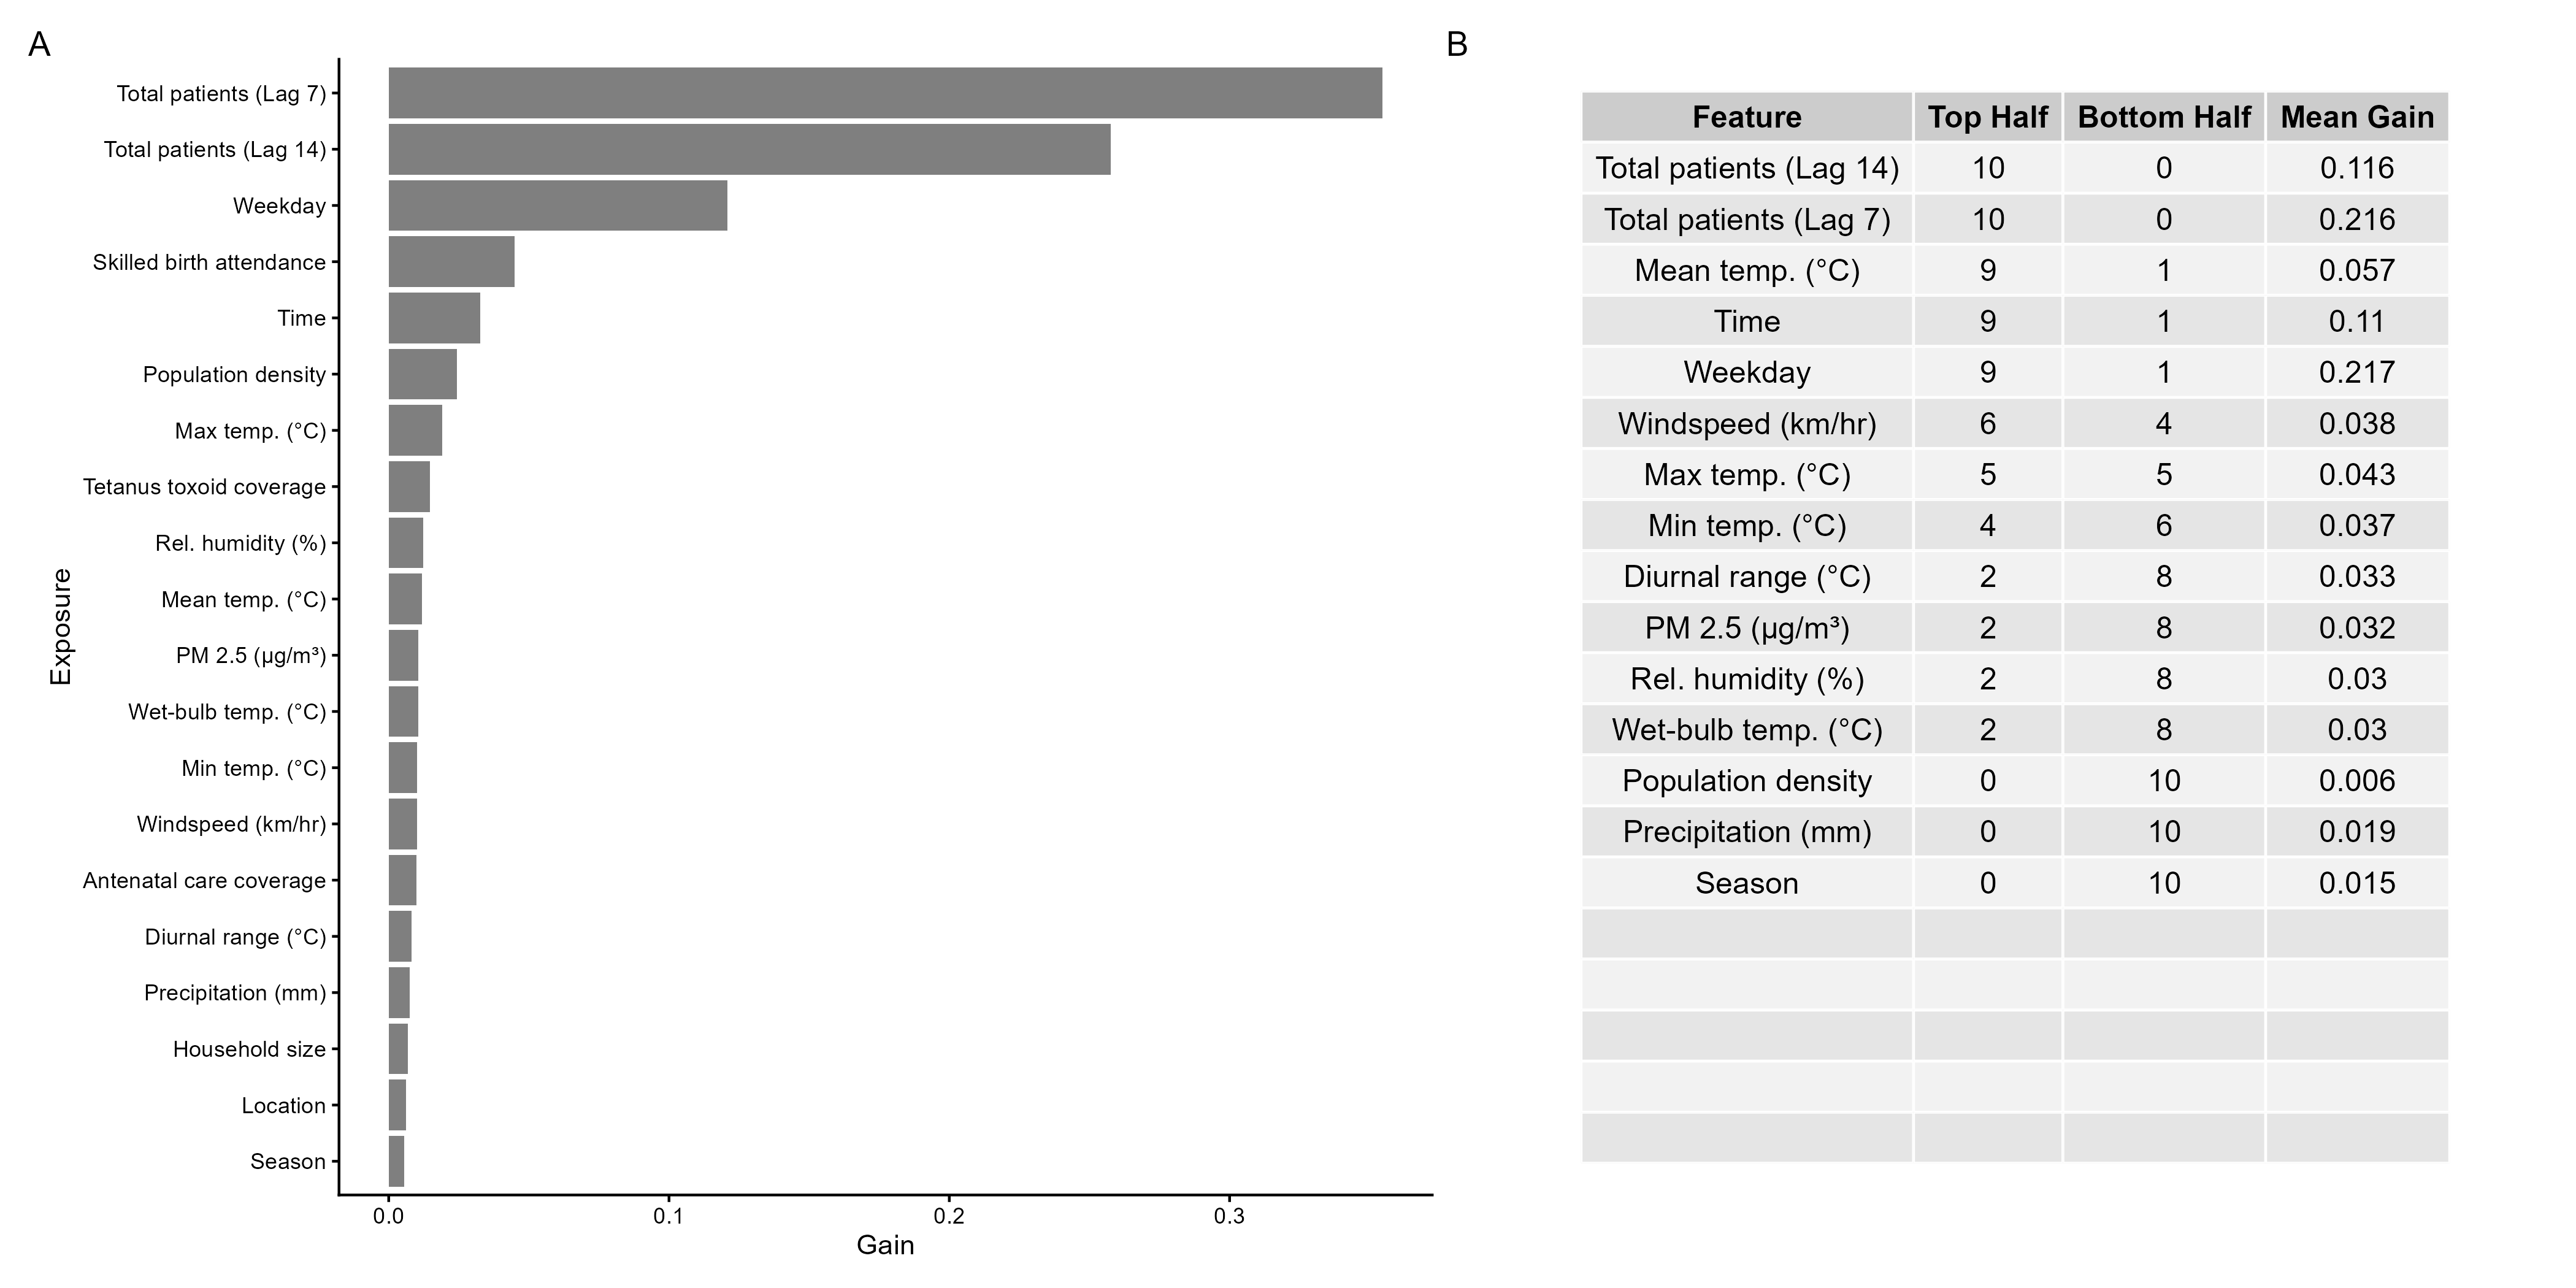 A
Total patients (Lag 7)
Total patients (Lag 14)
Weekday
Skilled birth attendance
Time
Population density
Max temp. (°C)
Tetanus toxoid coverage
Rel. humidity (%)
Mean temp. (°C)
PM 2.5 (µg/m³)
Wet-bulb temp. (°C)
Min temp. (°C)
Windspeed (km/hr)
Antenatal care coverage
Diurnal range (°C)
Precipitation (mm)
Household size
Location
Season
Exposure
0.0 0.1 0.2 0.3
Gain
B
Feature Top Half Bottom Half Mean Gain
Total patients (Lag 14) 10 0 0.116
Total patients (Lag 7) 10 0 0.216
Mean temp. (°C) 9 1 0.057
Time 9 1 0.11
Weekday 9 1 0.217
Windspeed (km/hr) 6 4 0.038
Max temp. (°C) 5 5 0.043
Min temp. (°C) 4 6 0.037
Diurnal range (°C) 2 8 0.033
PM 2.5 (µg/m³) 2 8 0.032
Rel. humidity (%) 2 8 0.03
Wet-bulb temp. (°C) 2 8 0.03
Population density 0 10 0.006
Precipitation (mm) 0 10 0.019
Season 0 10 0.015